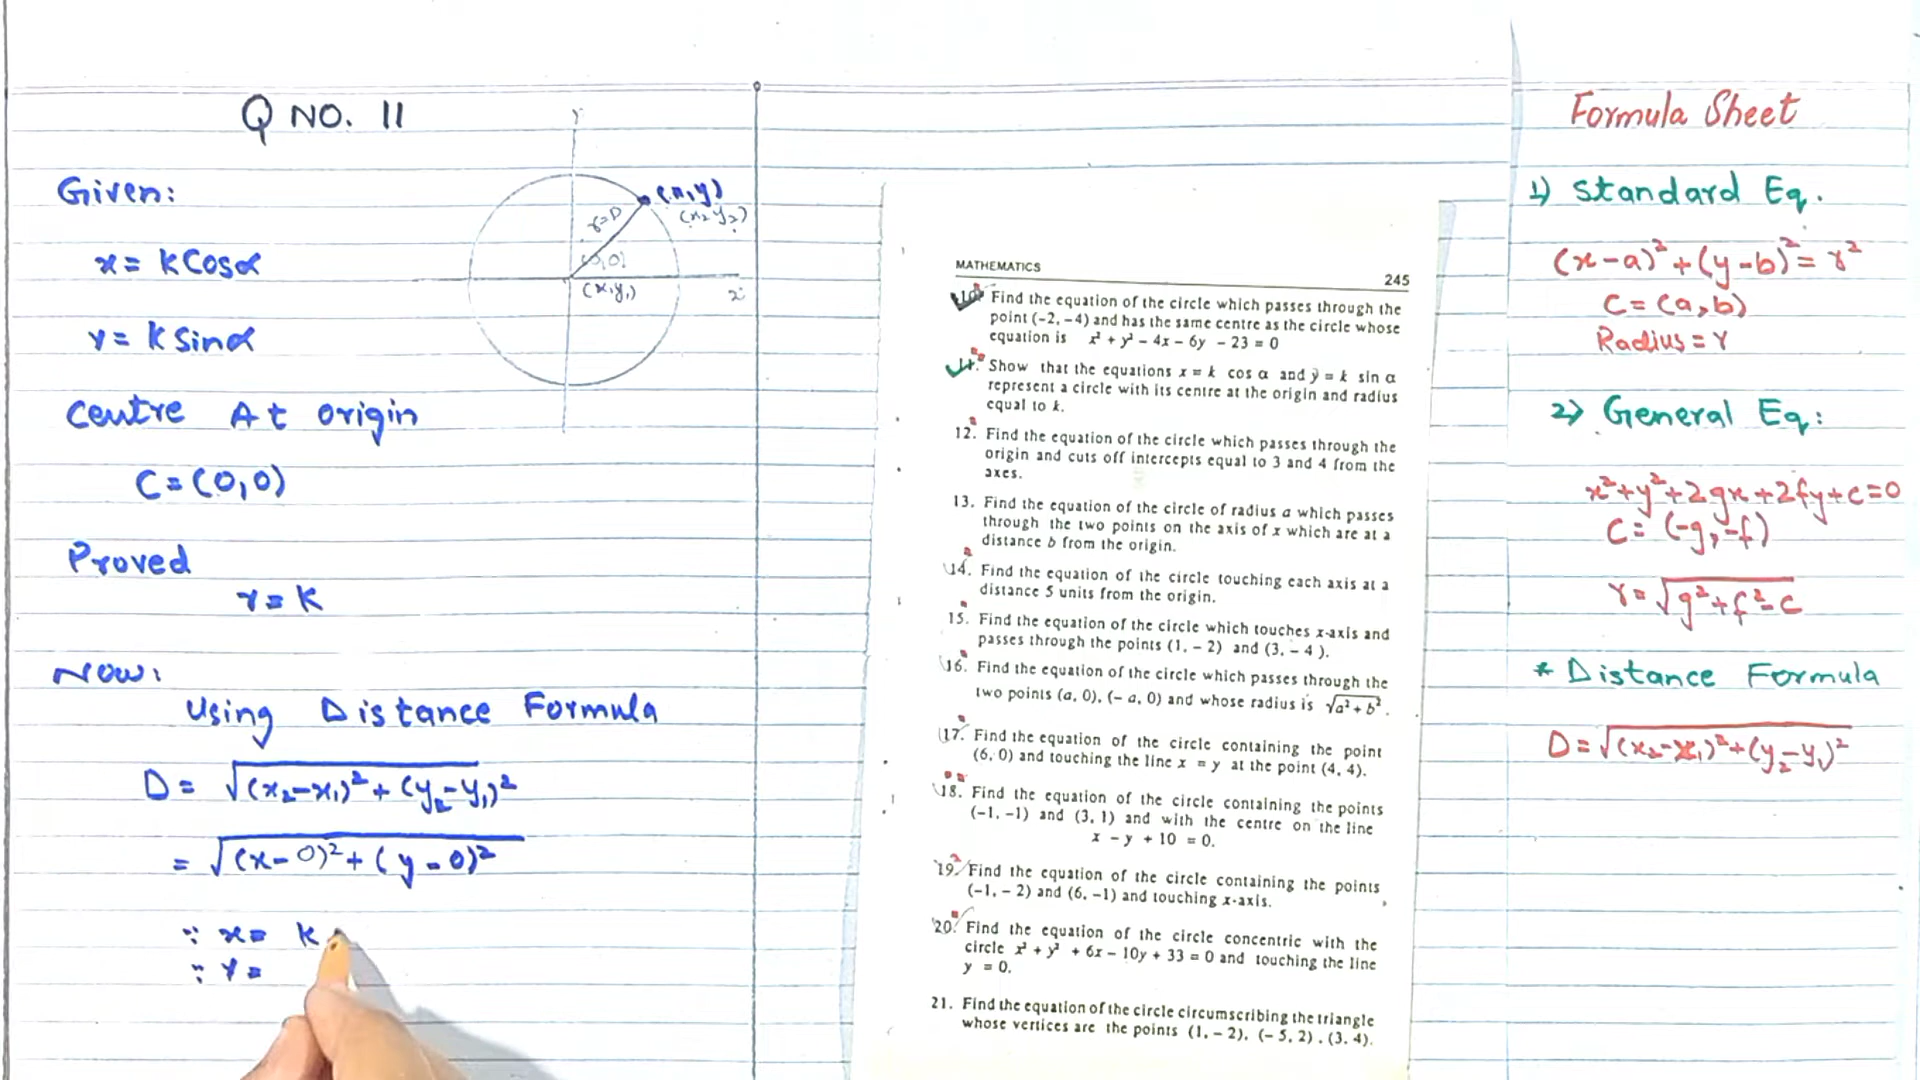 Q NO. 11
Given:
x = kCosα
y = k Sinα
Centre At origin
C = (0,0)
Proved
r = K
Now:
Using Distance Formula
D = √(x₂-x₁)² + (y₂-y₁)²
= √(x-0)² + (y-0)²
∵ x = k
∵ y =
y
(x,y)
(x₂ y₂)
r=D
(0,0)
(x₁y₁)
x
MATHEMATICS
245
10. Find the equation of the circle which passes through the
point (-2, -4) and has the same centre as the circle whose
equation is x² + y² - 4x - 6y - 23 = 0
11. Show that the equations x = k cos α and y = k sin α
represent a circle with its centre at the origin and radius
equal to k.
12. Find the equation of the circle which passes through the
origin and cuts off intercepts equal to 3 and 4 from the
axes.
13. Find the equation of the circle of radius a which passes
through the two points on the axis of x which are at a
distance b from the origin.
14. Find the equation of the circle touching each axis at a
distance 5 units from the origin.
15. Find the equation of the circle which touches x-axis and
passes through the points (1, - 2) and (3, - 4 ).
16. Find the equation of the circle which passes through the
two points (a, 0), (- a, 0) and whose radius is √a² + b² .
17. Find the equation of the circle containing the point
(6, 0) and touching the line x = y at the point (4, 4).
18. Find the equation of the circle containing the points
(-1, -1) and (3, 1) and with the centre on the line
x - y + 10 = 0.
19. Find the equation of the circle containing the points
(-1, - 2) and (6, -1) and touching x-axis.
20. Find the equation of the circle concentric with the
circle x² + y² + 6x - 10y + 33 = 0 and touching the line
y = 0.
21. Find the equation of the circle circumscribing the triangle
whose vertices are the points (1, - 2), (- 5, 2) , (3, 4).
Formula Sheet
1) Standard Eq.
(x-a)² + (y-b)² = r²
C = (a,b)
Radius = r
2) General Eq:
x²+y²+2gx+2fy+c=0
C = (-g,-f)
r = √g²+f²-c
* Distance Formula
D = √(x₂-x₁)²+(y₂-y₁)²